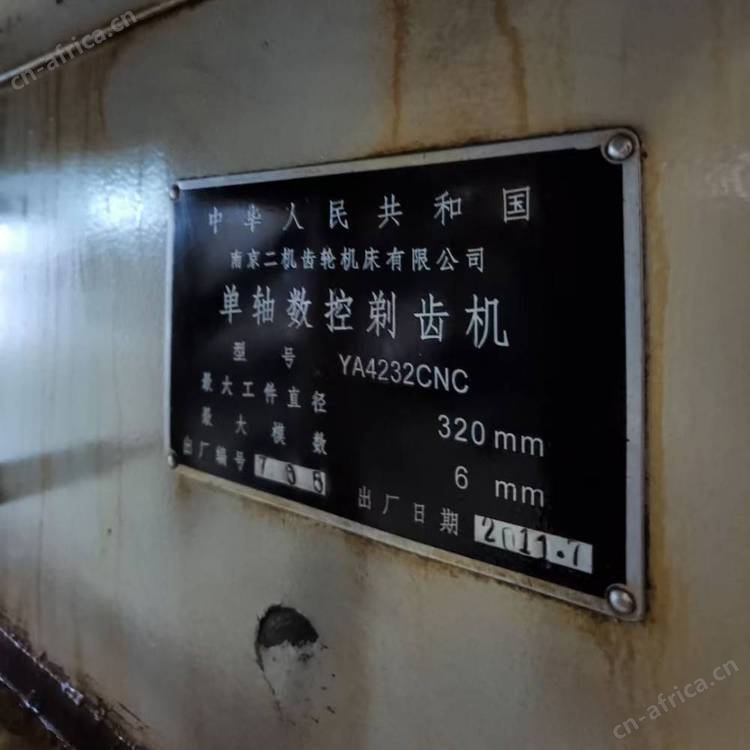 cn-africa.cn
中华人民共和国
南京二机齿轮机床有限公司
单轴数控剃齿机
型号 YA4232CNC
最大工件直径 320mm
最大模数 6 mm
出厂编号 出厂日期 2011.7
cn-africa.cn